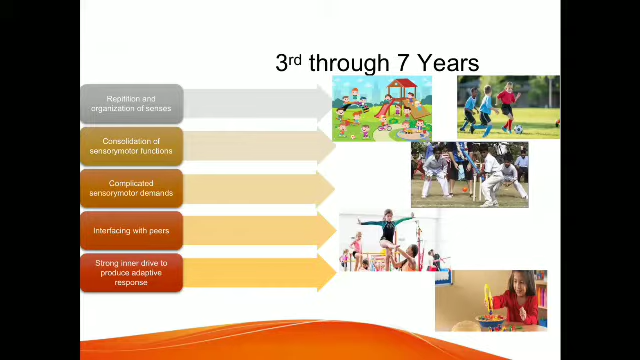 3rd through 7 Years
Repitition and
organization of senses
Consolidation of
sensorymotor functions
Complicated
sensorymotor demands
Interfacing with peers
Strong inner drive to
produce adaptive
response